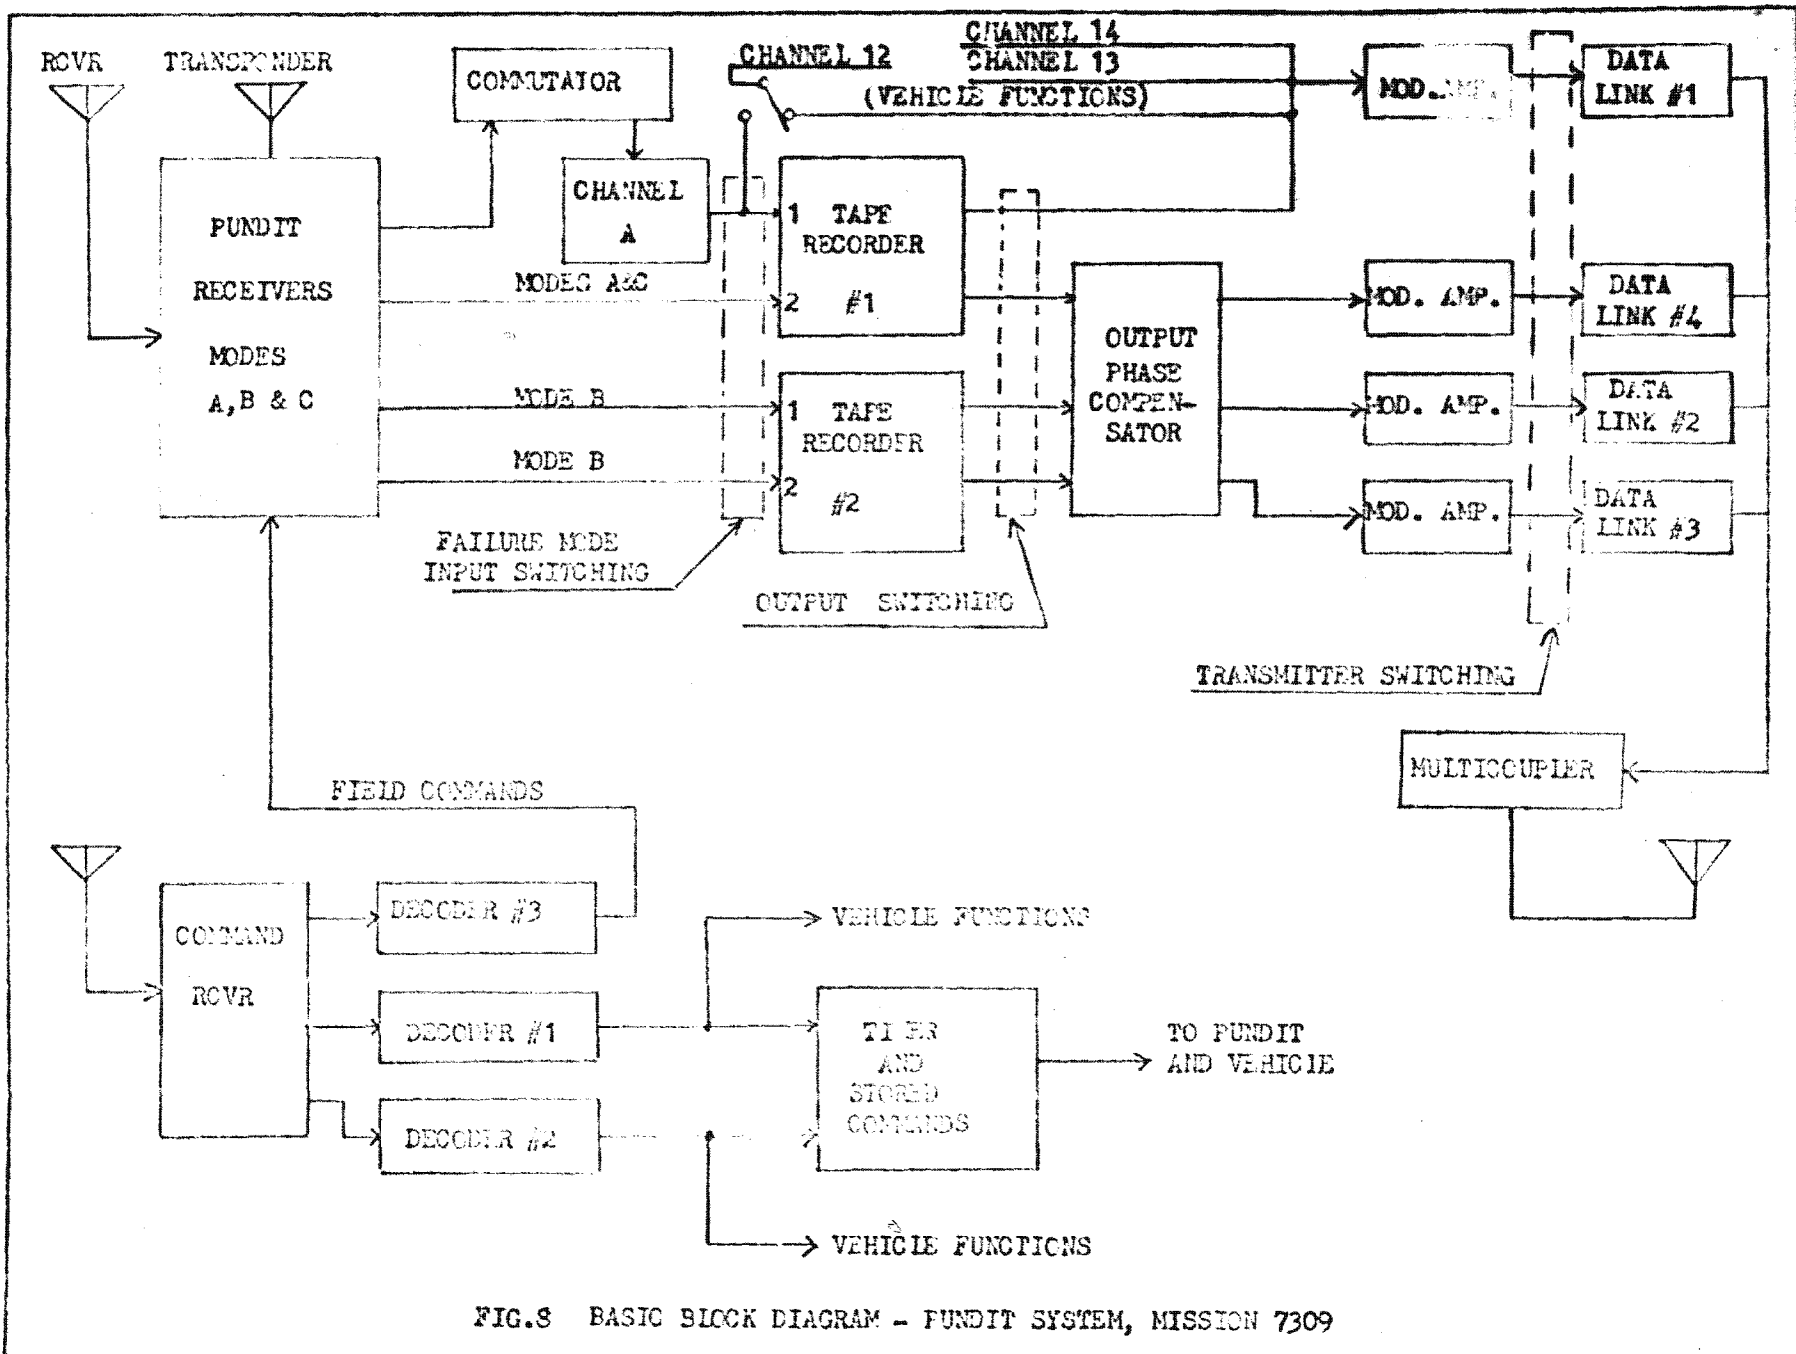 RCVR
TRANSPONDER
COMMUTATOR
CHANNEL 12
CHANNEL 14
CHANNEL 13
(VEHICLE FUNCTIONS)
MOD. AMP.
DATA
LINK #1
PUNDIT
RECEIVERS
MODES
A, B & C
CHANNEL
A
MODES A&C
MODE B
MODE B
1
2
TAPE
RECORDER
#1
1
2
TAPE
RECORDER
#2
OUTPUT
PHASE
COMPEN-
SATOR
MOD. AMP.
DATA
LINK #4
MOD. AMP.
DATA
LINK #2
MOD. AMP.
DATA
LINK #3
FAILURE MODE
INPUT SWITCHING
OUTPUT SWITCHING
TRANSMITTER SWITCHING
MULTICOUPLER
FIELD COMMANDS
COMMAND
RCVR
DECODER #3
DECODER #1
DECODER #2
VEHICLE FUNCTIONS
AND
STORED
COMMANDS
TO PUNDIT
AND VEHICLE
VEHICLE FUNCTIONS
FIG.8 BASIC BLOCK DIAGRAM - PUNDIT SYSTEM, MISSION 7309